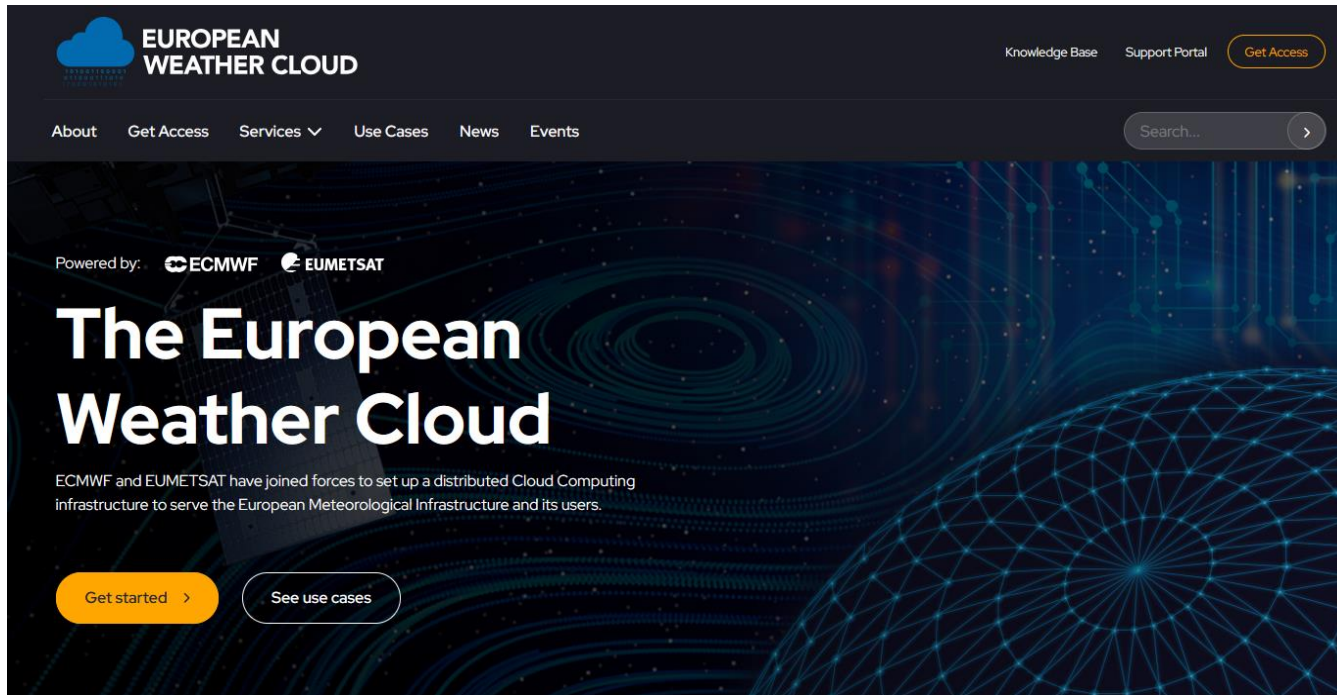 EUROPEAN
WEATHER CLOUD
Knowledge Base
Support Portal
Get Access
About
Get Access
Services
Use Cases
News
Events
Search...
Powered by:
ECMWF
EUMETSAT
The European
Weather Cloud
ECMWF and EUMETSAT have joined forces to set up a distributed Cloud Computing
infrastructure to serve the European Meteorological Infrastructure and its users.
Get started
See use cases